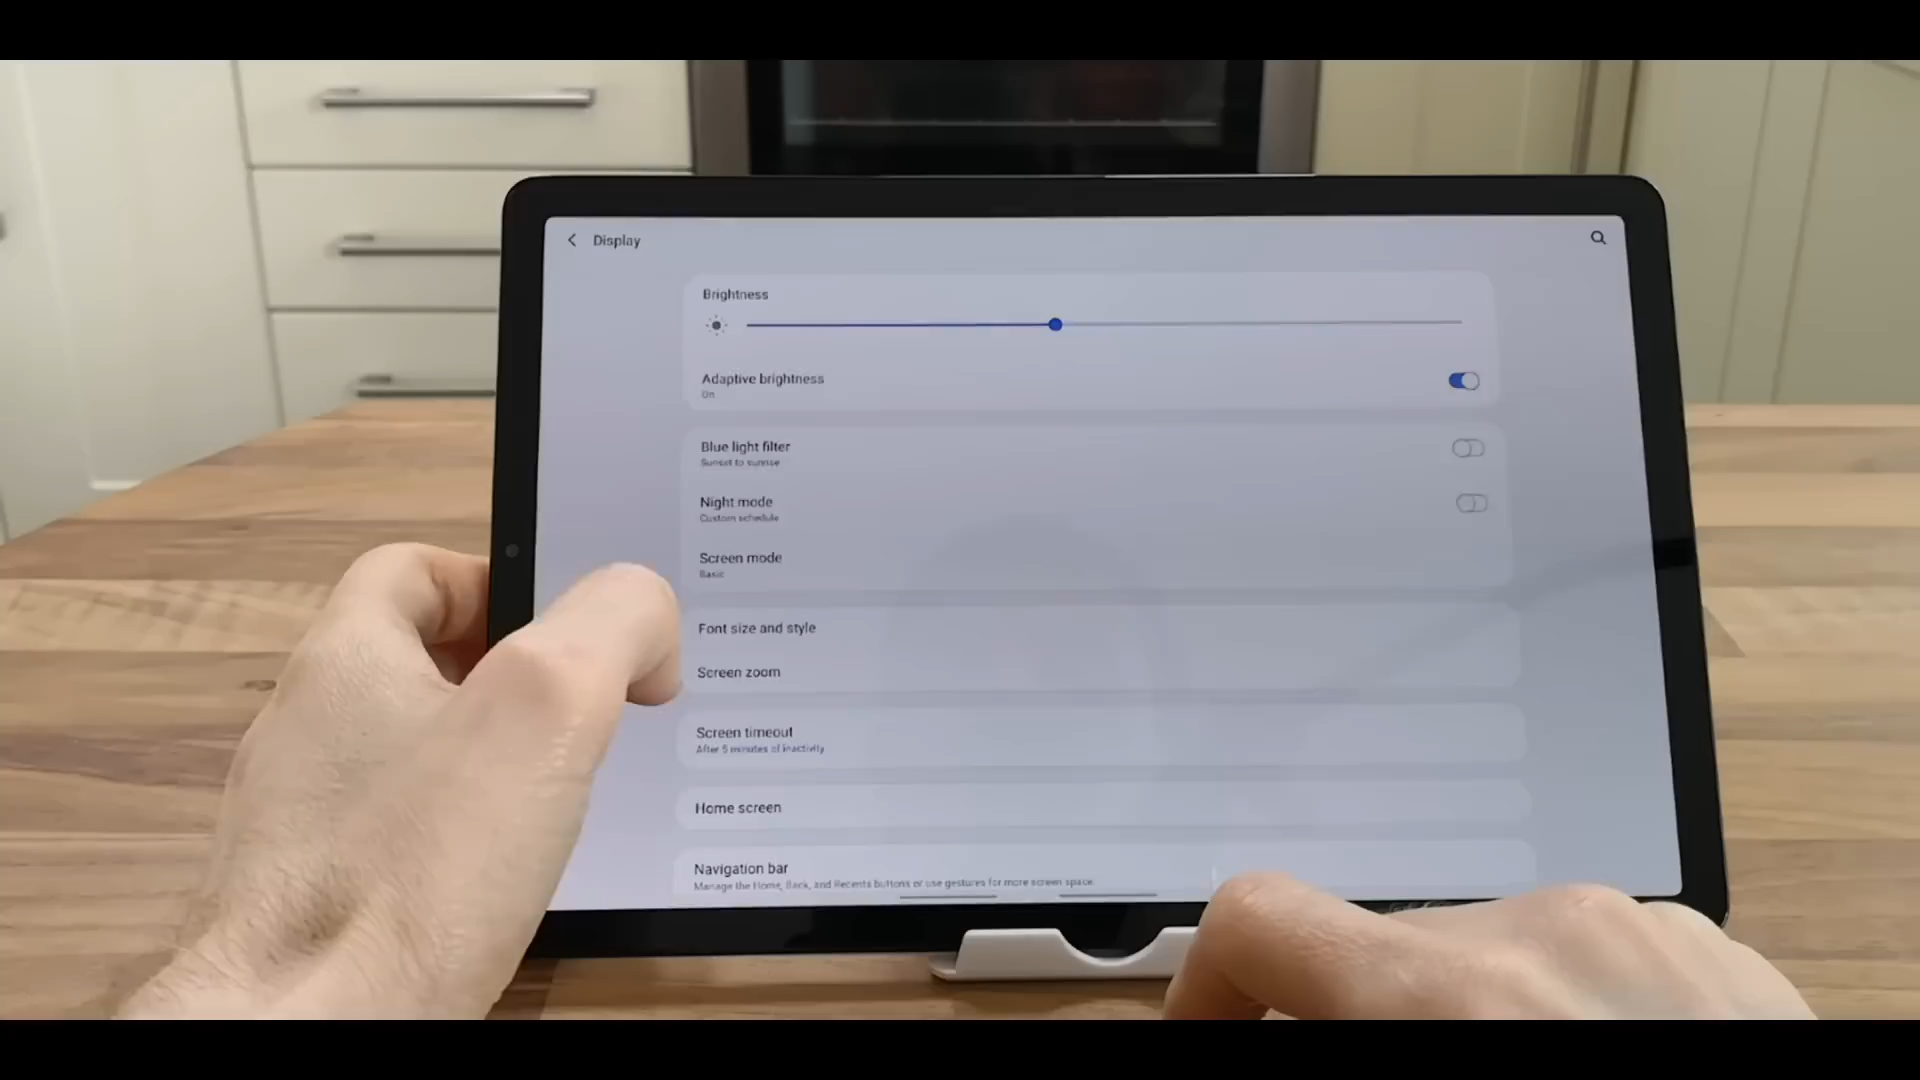 Display
Brightness
Adaptive brightness
On
Blue light filter
Sunset to sunrise
Night mode
Custom schedule
Screen mode
Basic
Font size and style
Screen zoom
Screen timeout
After 5 minutes of inactivity
Home screen
Navigation bar
Manage the Home, Back, and Recents buttons or use gestures for more screen space.